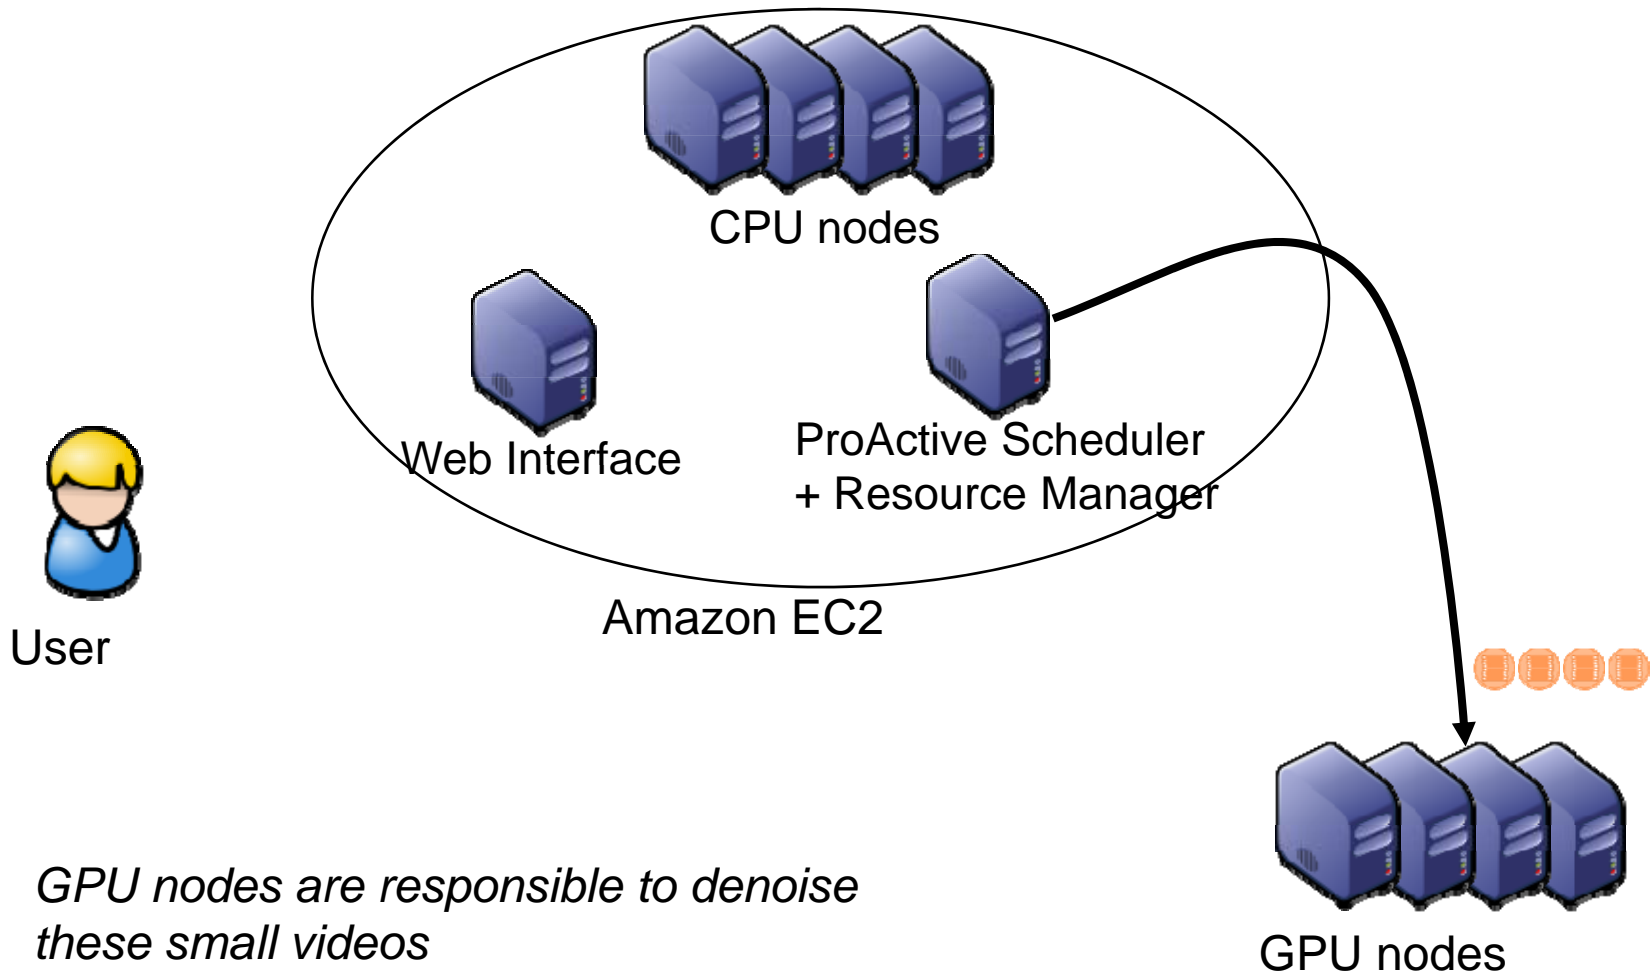 CPU nodes
Web Interface
ProActive Scheduler
+ Resource Manager
Amazon EC2
User
GPU nodes are responsible to denoise
these small videos
GPU nodes